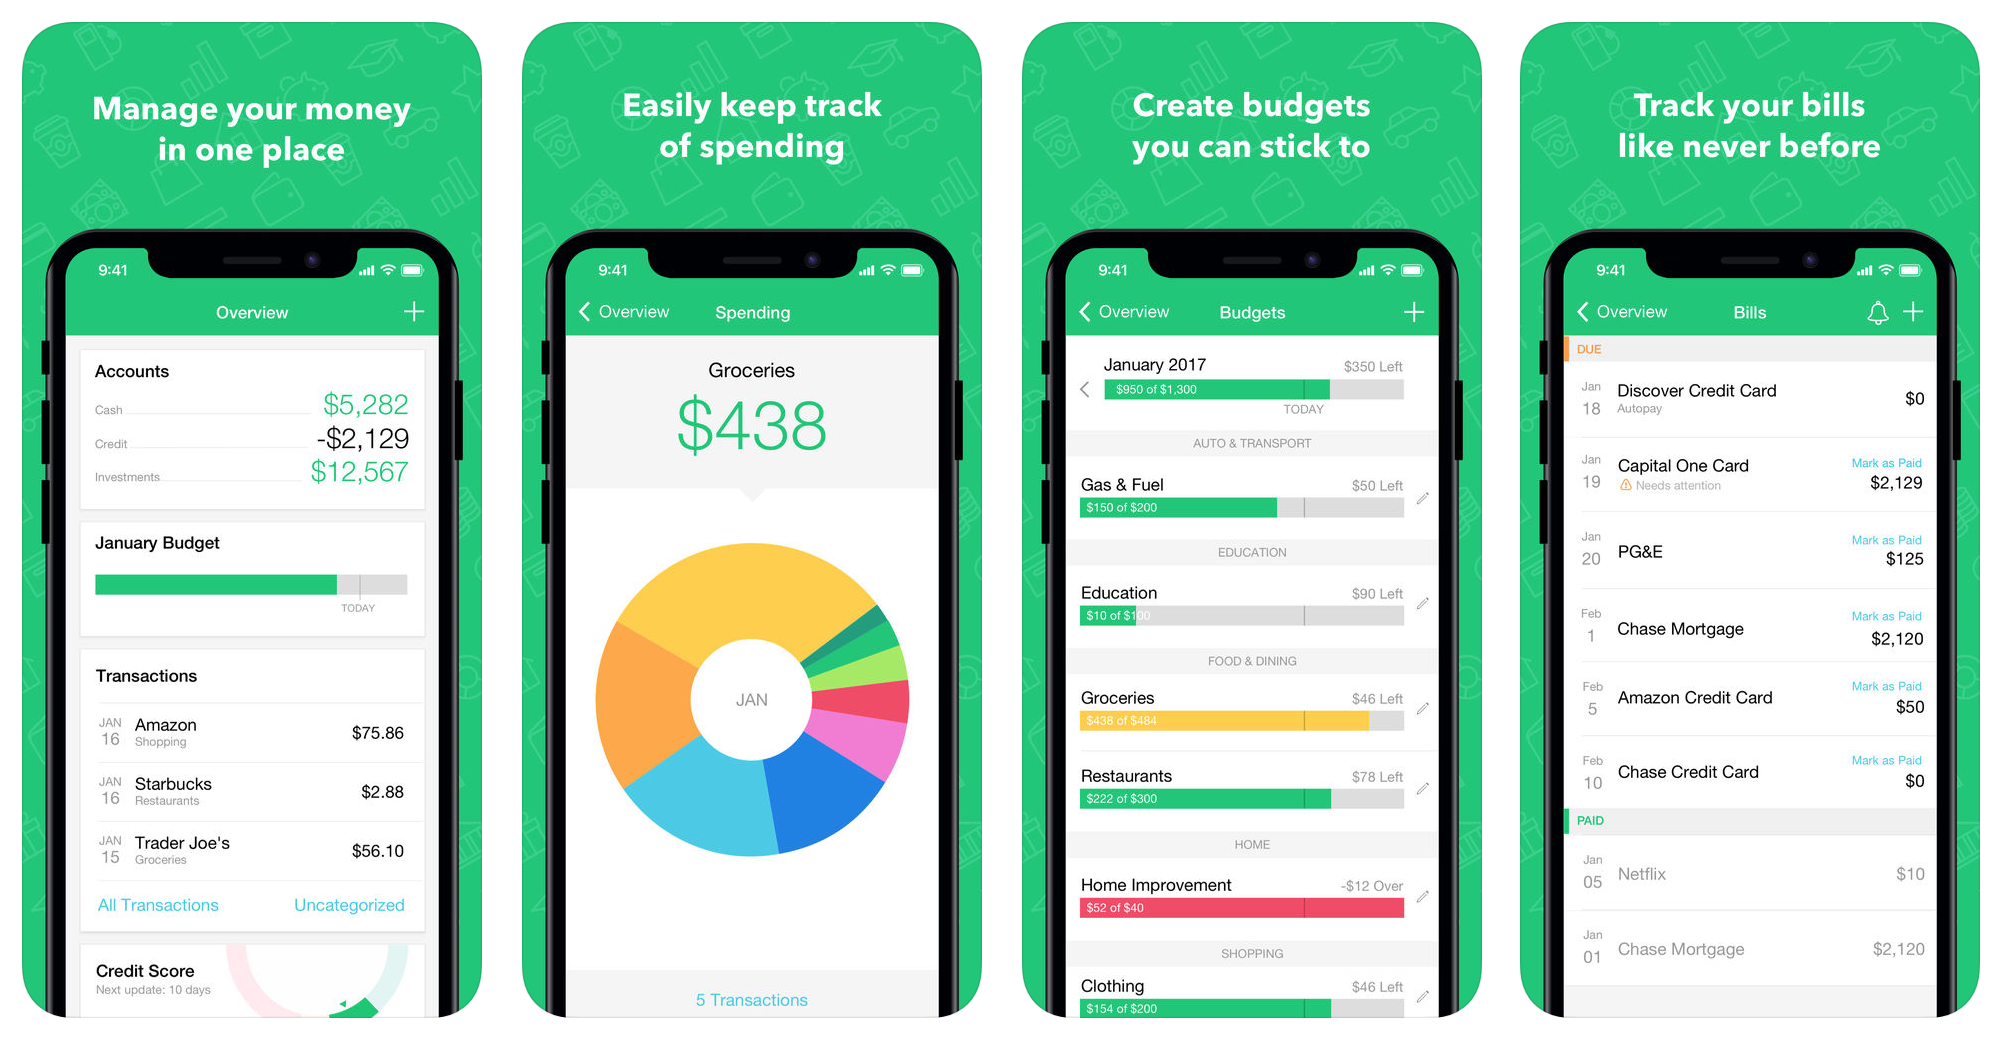 Manage your money
in one place
9:41
Overview
Accounts
Cash $5,282
Credit -$2,129
Investments $12,567
January Budget
TODAY
Transactions
JAN 16 Amazon $75.86
Shopping
JAN 16 Starbucks $2.88
Restaurants
JAN 15 Trader Joe's $56.10
Groceries
All Transactions Uncategorized
Credit Score
Next update: 10 days
Easily keep track
of spending
9:41
Overview Spending
Groceries
$438
JAN
5 Transactions
Create budgets
you can stick to
9:41
Overview Budgets
January 2017 $350 Left
$950 of $1,300
TODAY
AUTO & TRANSPORT
Gas & Fuel $50 Left
$150 of $200
EDUCATION
Education $90 Left
$10 of $100
FOOD & DINING
Groceries $46 Left
$438 of $484
Restaurants $78 Left
$222 of $300
HOME
Home Improvement -$12 Over
$52 of $40
SHOPPING
Clothing $46 Left
$154 of $200
Track your bills
like never before
9:41
Overview Bills
DUE
Jan 18 Discover Credit Card $0
Autopay
Jan 19 Capital One Card Mark as Paid
Needs attention $2,129
Jan 20 PG&E Mark as Paid
$125
Feb 1 Chase Mortgage Mark as Paid
$2,120
Feb 5 Amazon Credit Card Mark as Paid
$50
Feb 10 Chase Credit Card Mark as Paid
$0
PAID
Jan 05 Netflix $10
Jan 01 Chase Mortgage $2,120